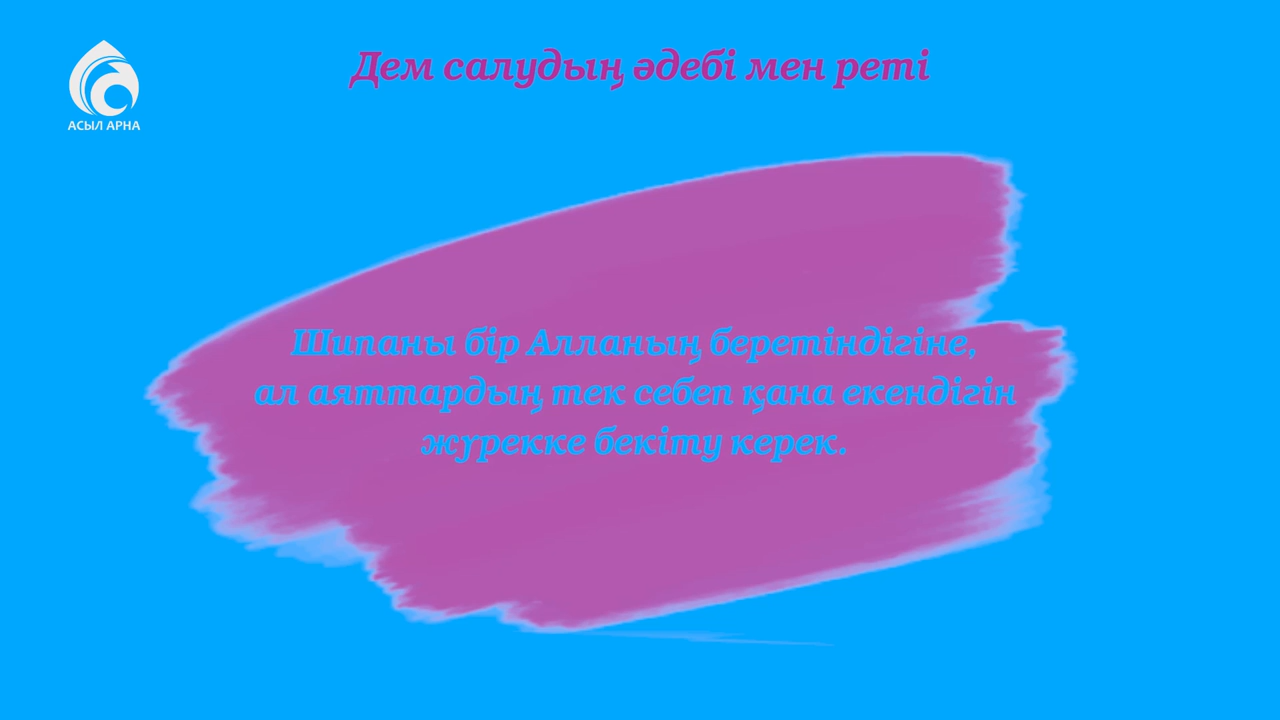 Дем салудың әдебі мен реті
АСЫЛ АРНА
Шипаны бір Алланың беретіндігіне,
ал аяттардың тек себеп қана екендігін
жүрекке бекіту керек.